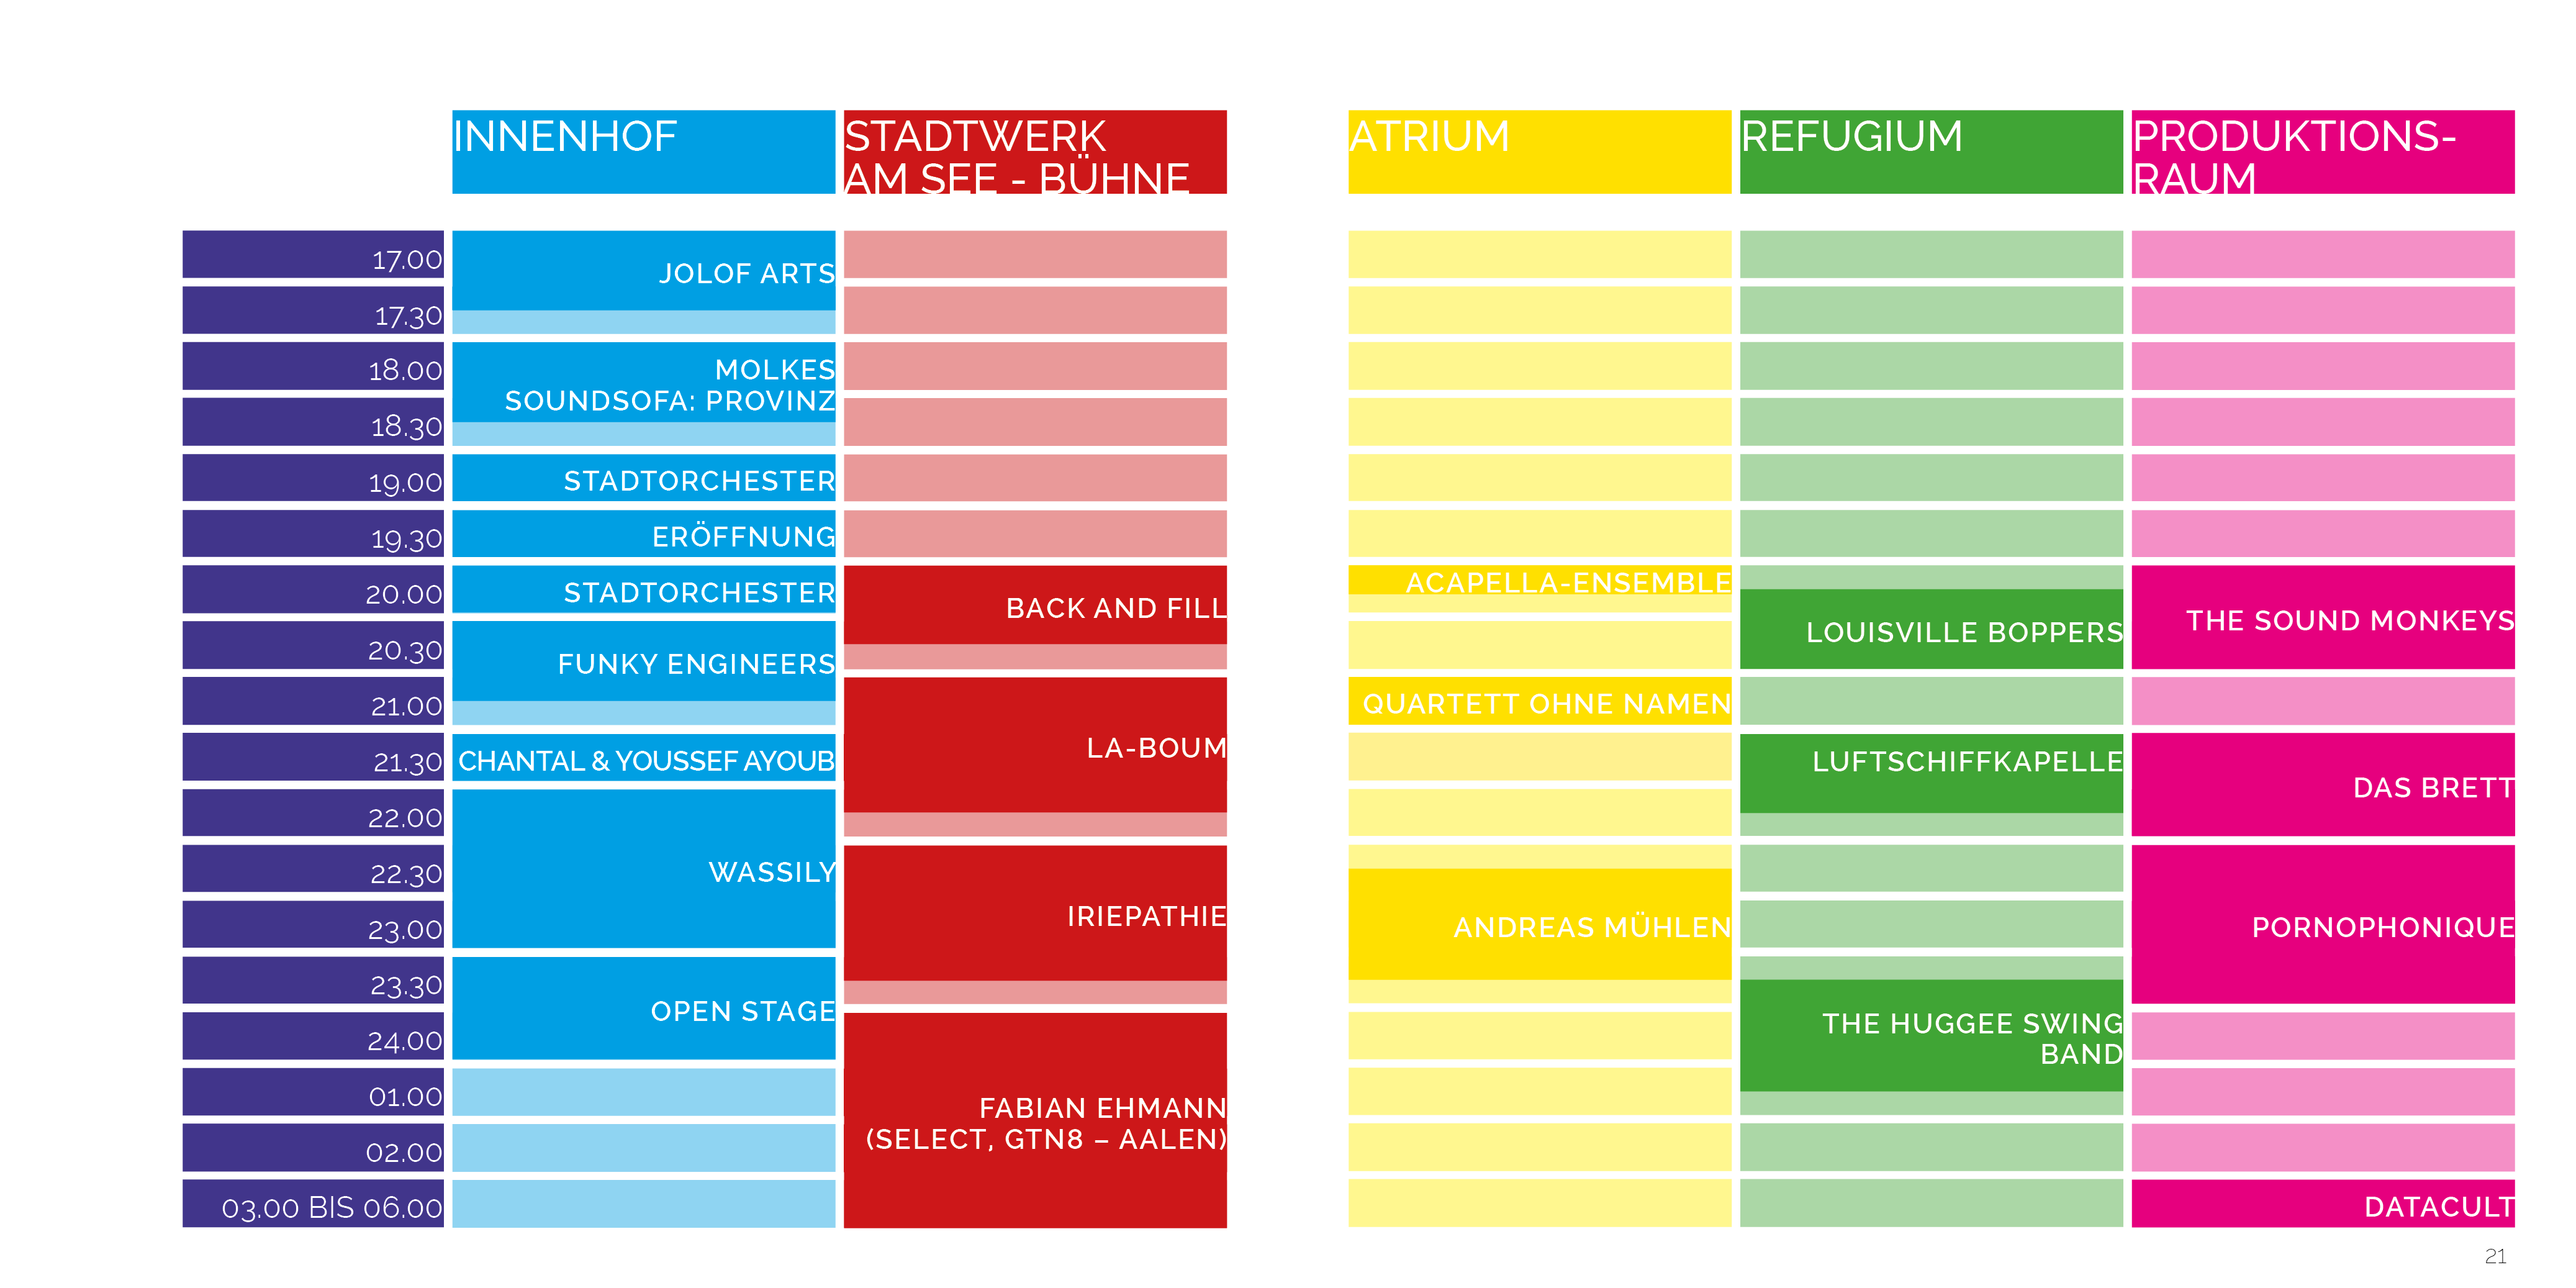 INNENHOF
STADTWERK
AM SEE - BÜHNE
ATRIUM
REFUGIUM
PRODUKTIONS-
RAUM
17.00
JOLOF ARTS
17.30
18.00
MOLKES
SOUNDSOFA: PROVINZ
18.30
19.00
STADTORCHESTER
19.30
ERÖFFNUNG
20.00
STADTORCHESTER
BACK AND FILL
ACAPELLA-ENSEMBLE
LOUISVILLE BOPPERS
THE SOUND MONKEYS
20.30
FUNKY ENGINEERS
21.00
LA-BOUM
QUARTETT OHNE NAMEN
21.30
CHANTAL & YOUSSEF AYOUB
LUFTSCHIFFKAPELLE
DAS BRETT
22.00
WASSILY
22.30
IRIEPATHIE
ANDREAS MÜHLEN
PORNOPHONIQUE
23.00
23.30
OPEN STAGE
THE HUGGEE SWING
BAND
24.00
FABIAN EHMANN
(SELECT, GTN8 – AALEN)
01.00
02.00
03.00 BIS 06.00
DATACULT
21